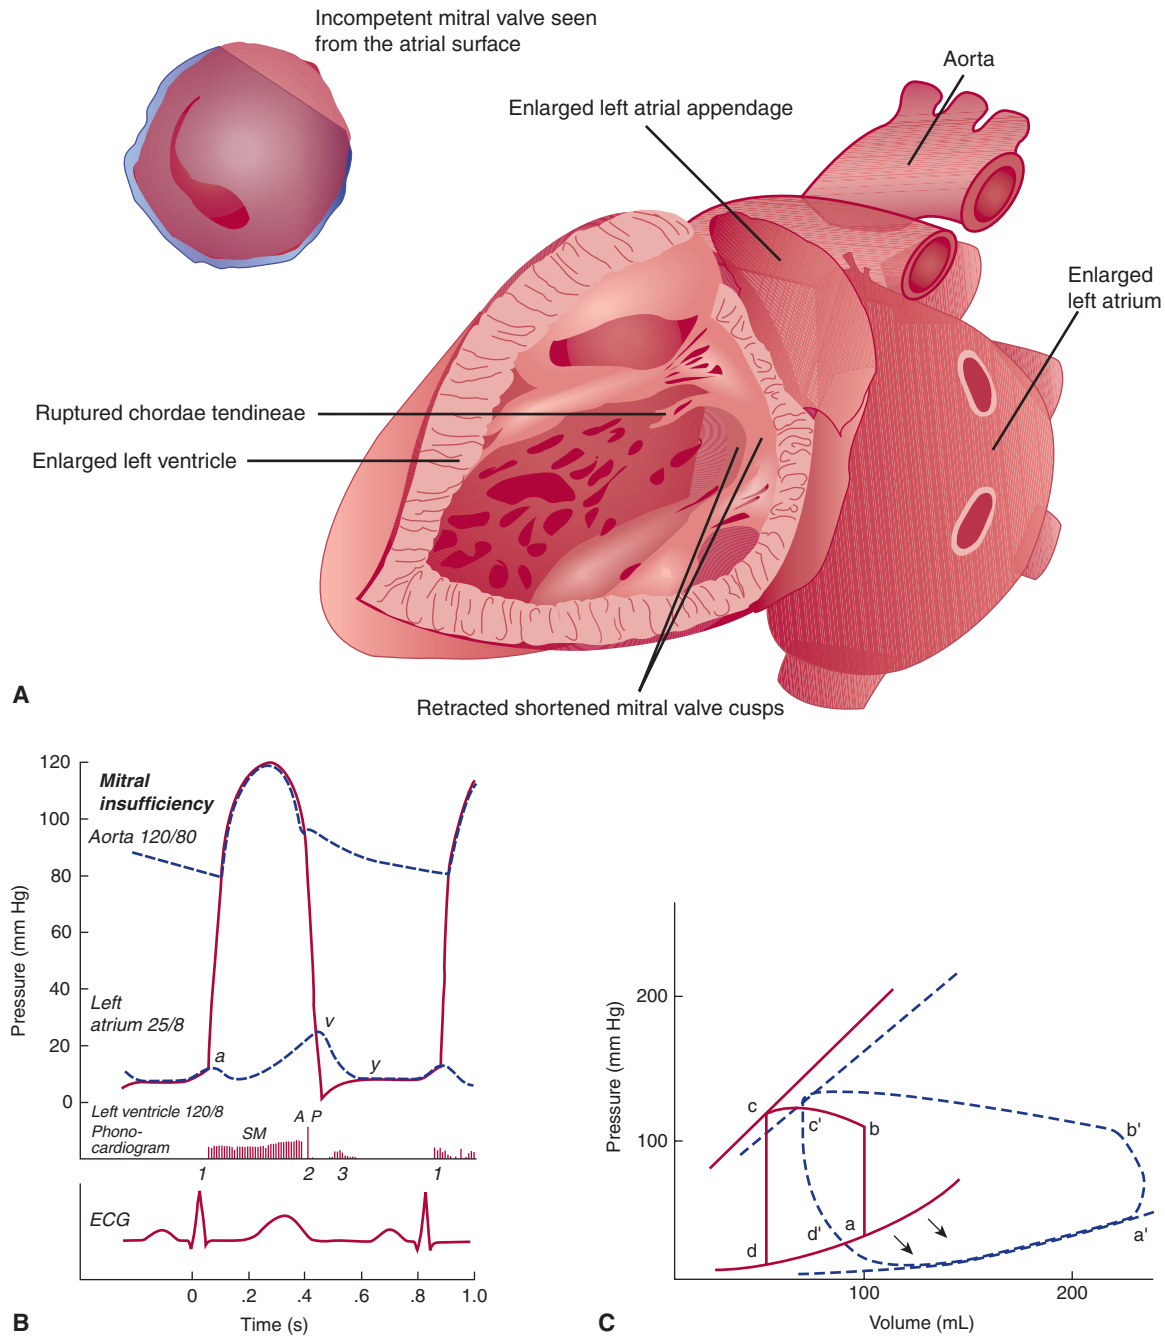 Incompetent mitral valve seen
from the atrial surface
Aorta
Enlarged left atrial appendage
Enlarged
left atrium
Ruptured chordae tendineae
Enlarged left ventricle
Retracted shortened mitral valve cusps
A
120
100
80
60
40
20
0
Pressure (mm Hg)
Mitral
insufficiency
Aorta 120/80
Left
atrium 25/8
a
v
y
Left ventricle 120/8
Phono-
cardiogram
SM
A P
1
2
3
1
ECG
0 .2 .4 .6 .8 1.0
Time (s)
B
Pressure (mm Hg)
200
100
c
c'
b
b'
a
a'
d
d'
100
200
Volume (mL)
C